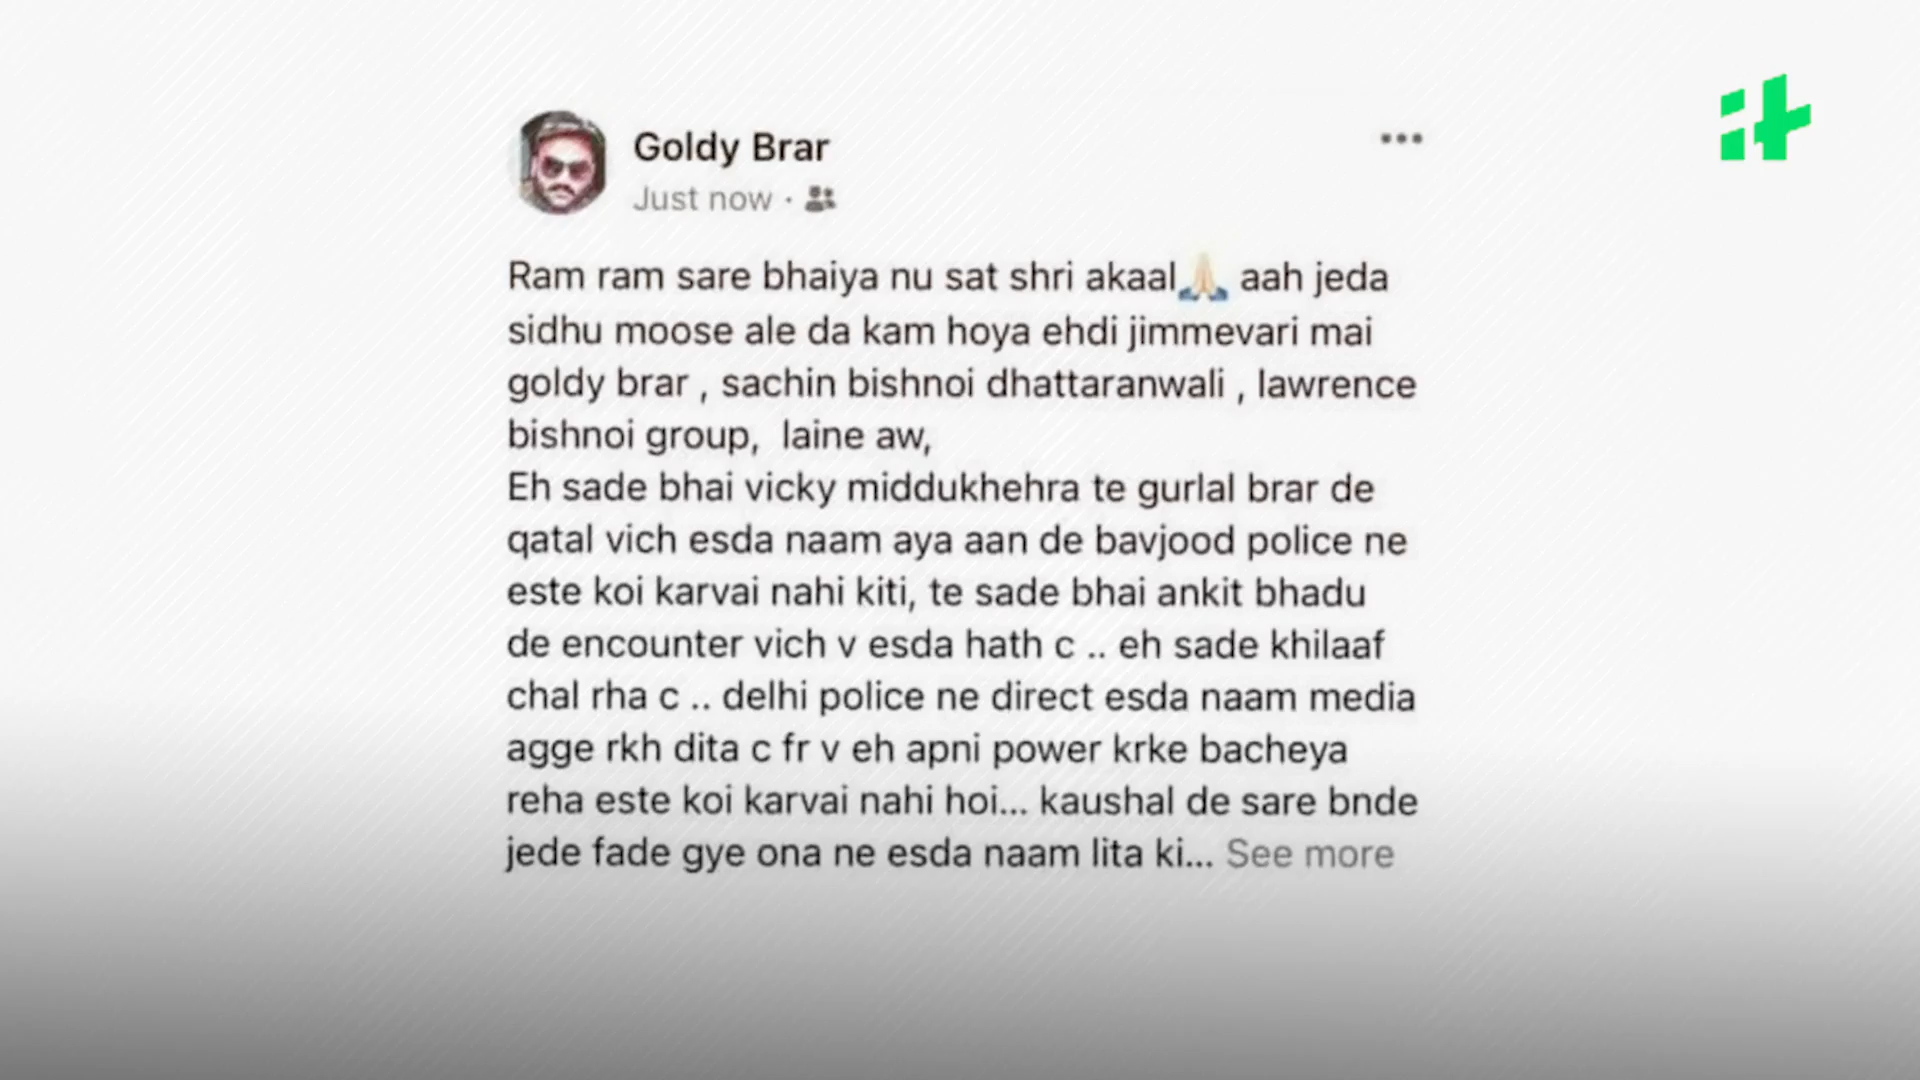 Goldy Brar
Just now ·
Ram ram sare bhaiya nu sat shri akaal🙏🏻 aah jeda
sidhu moose ale da kam hoya ehdi jimmevari mai
goldy brar , sachin bishnoi dhattaranwali , lawrence
bishnoi group, laine aw,
Eh sade bhai vicky middukhehra te gurlal brar de
qatal vich esda naam aya aan de bavjood police ne
este koi karvai nahi kiti, te sade bhai ankit bhadu
de encounter vich v esda hath c .. eh sade khilaaf
chal rha c .. delhi police ne direct esda naam media
agge rkh dita c fr v eh apni power krke bacheya
reha este koi karvai nahi hoi... kaushal de sare bnde
jede fade gye ona ne esda naam lita ki... See more